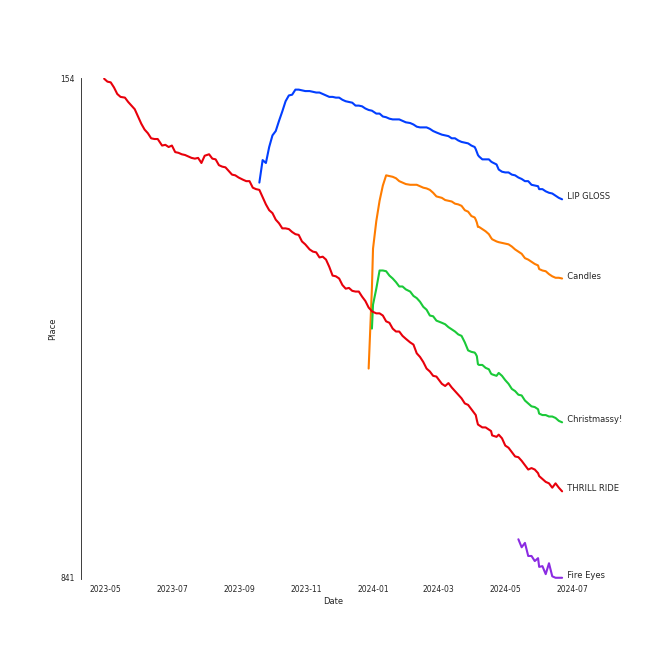 154
LIP GLOSS
Candles
Place
Christmassy!
THRILL RIDE
Fire Eyes
841
2023-05 2023-07 2023-09 2023-11 2024-01 2024-03 2024-05 2024-07
Date